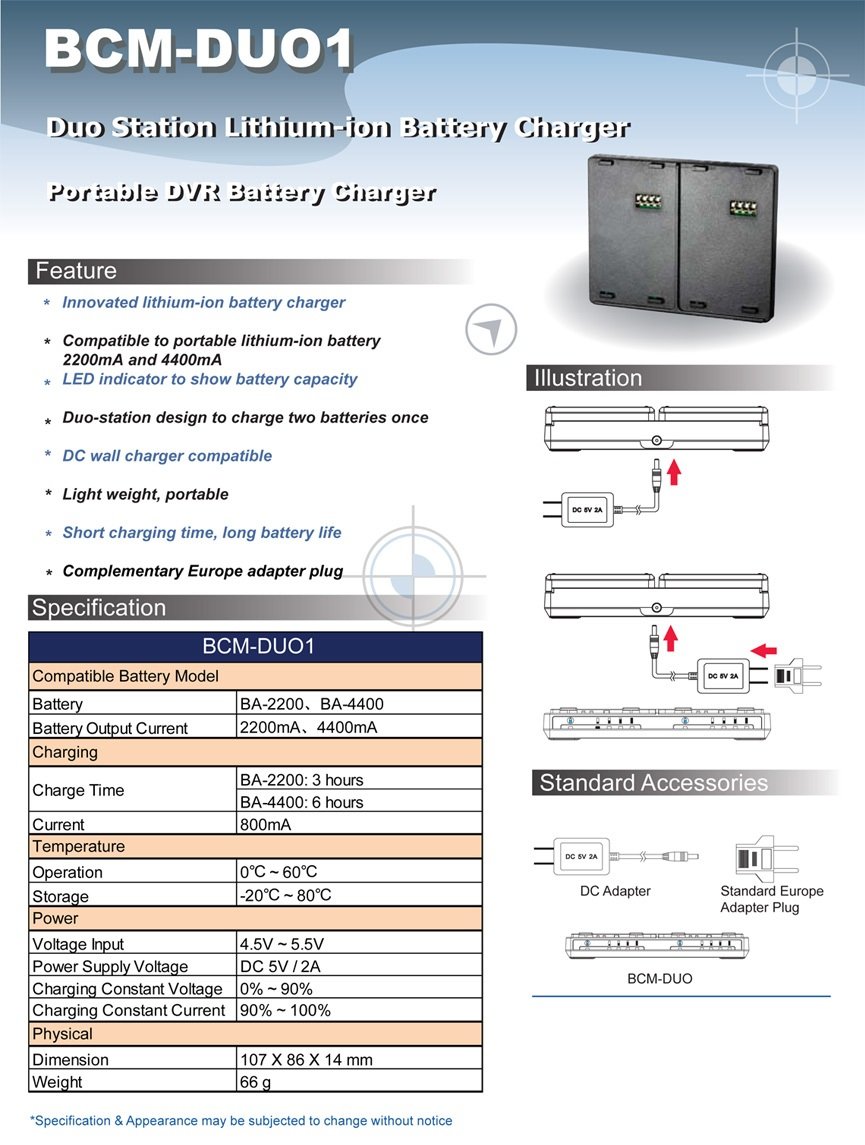 BCM-DUO1
Duo Station Lithium-ion Battery Charger
Portable DVR Battery Charger
Feature
* Innovated lithium-ion battery charger
* Compatible to portable lithium-ion battery
2200mA and 4400mA
* LED indicator to show battery capacity
* Duo-station design to charge two batteries once
* DC wall charger compatible
* Light weight, portable
* Short charging time, long battery life
* Complementary Europe adapter plug
Specification
BCM-DUO1
Compatible Battery Model
Battery BA-2200、BA-4400
Battery Output Current 2200mA、4400mA
Charging
Charge Time BA-2200: 3 hours
BA-4400: 6 hours
Current 800mA
Temperature
Operation 0℃ ~ 60℃
Storage -20℃ ~ 80℃
Power
Voltage Input 4.5V ~ 5.5V
Power Supply Voltage DC 5V / 2A
Charging Constant Voltage 0% ~ 90%
Charging Constant Current 90% ~ 100%
Physical
Dimension 107 X 86 X 14 mm
Weight 66 g
*Specification & Appearance may be subjected to change without notice
Illustration
DC 5V 2A
DC 5V 2A
Standard Accessories
DC 5V 2A
DC Adapter
Standard Europe
Adapter Plug
BCM-DUO